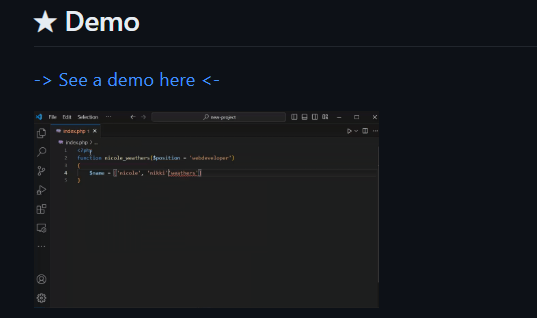 ★ Demo
-> See a demo here <-
File Edit Selection ··· new-project
index.php 1 ×
index.php
1 <?php
2 function nicole_weathers($position = 'webdeveloper')
3 {
4 $name = ['nicole', 'nikki''weathers']
5 }